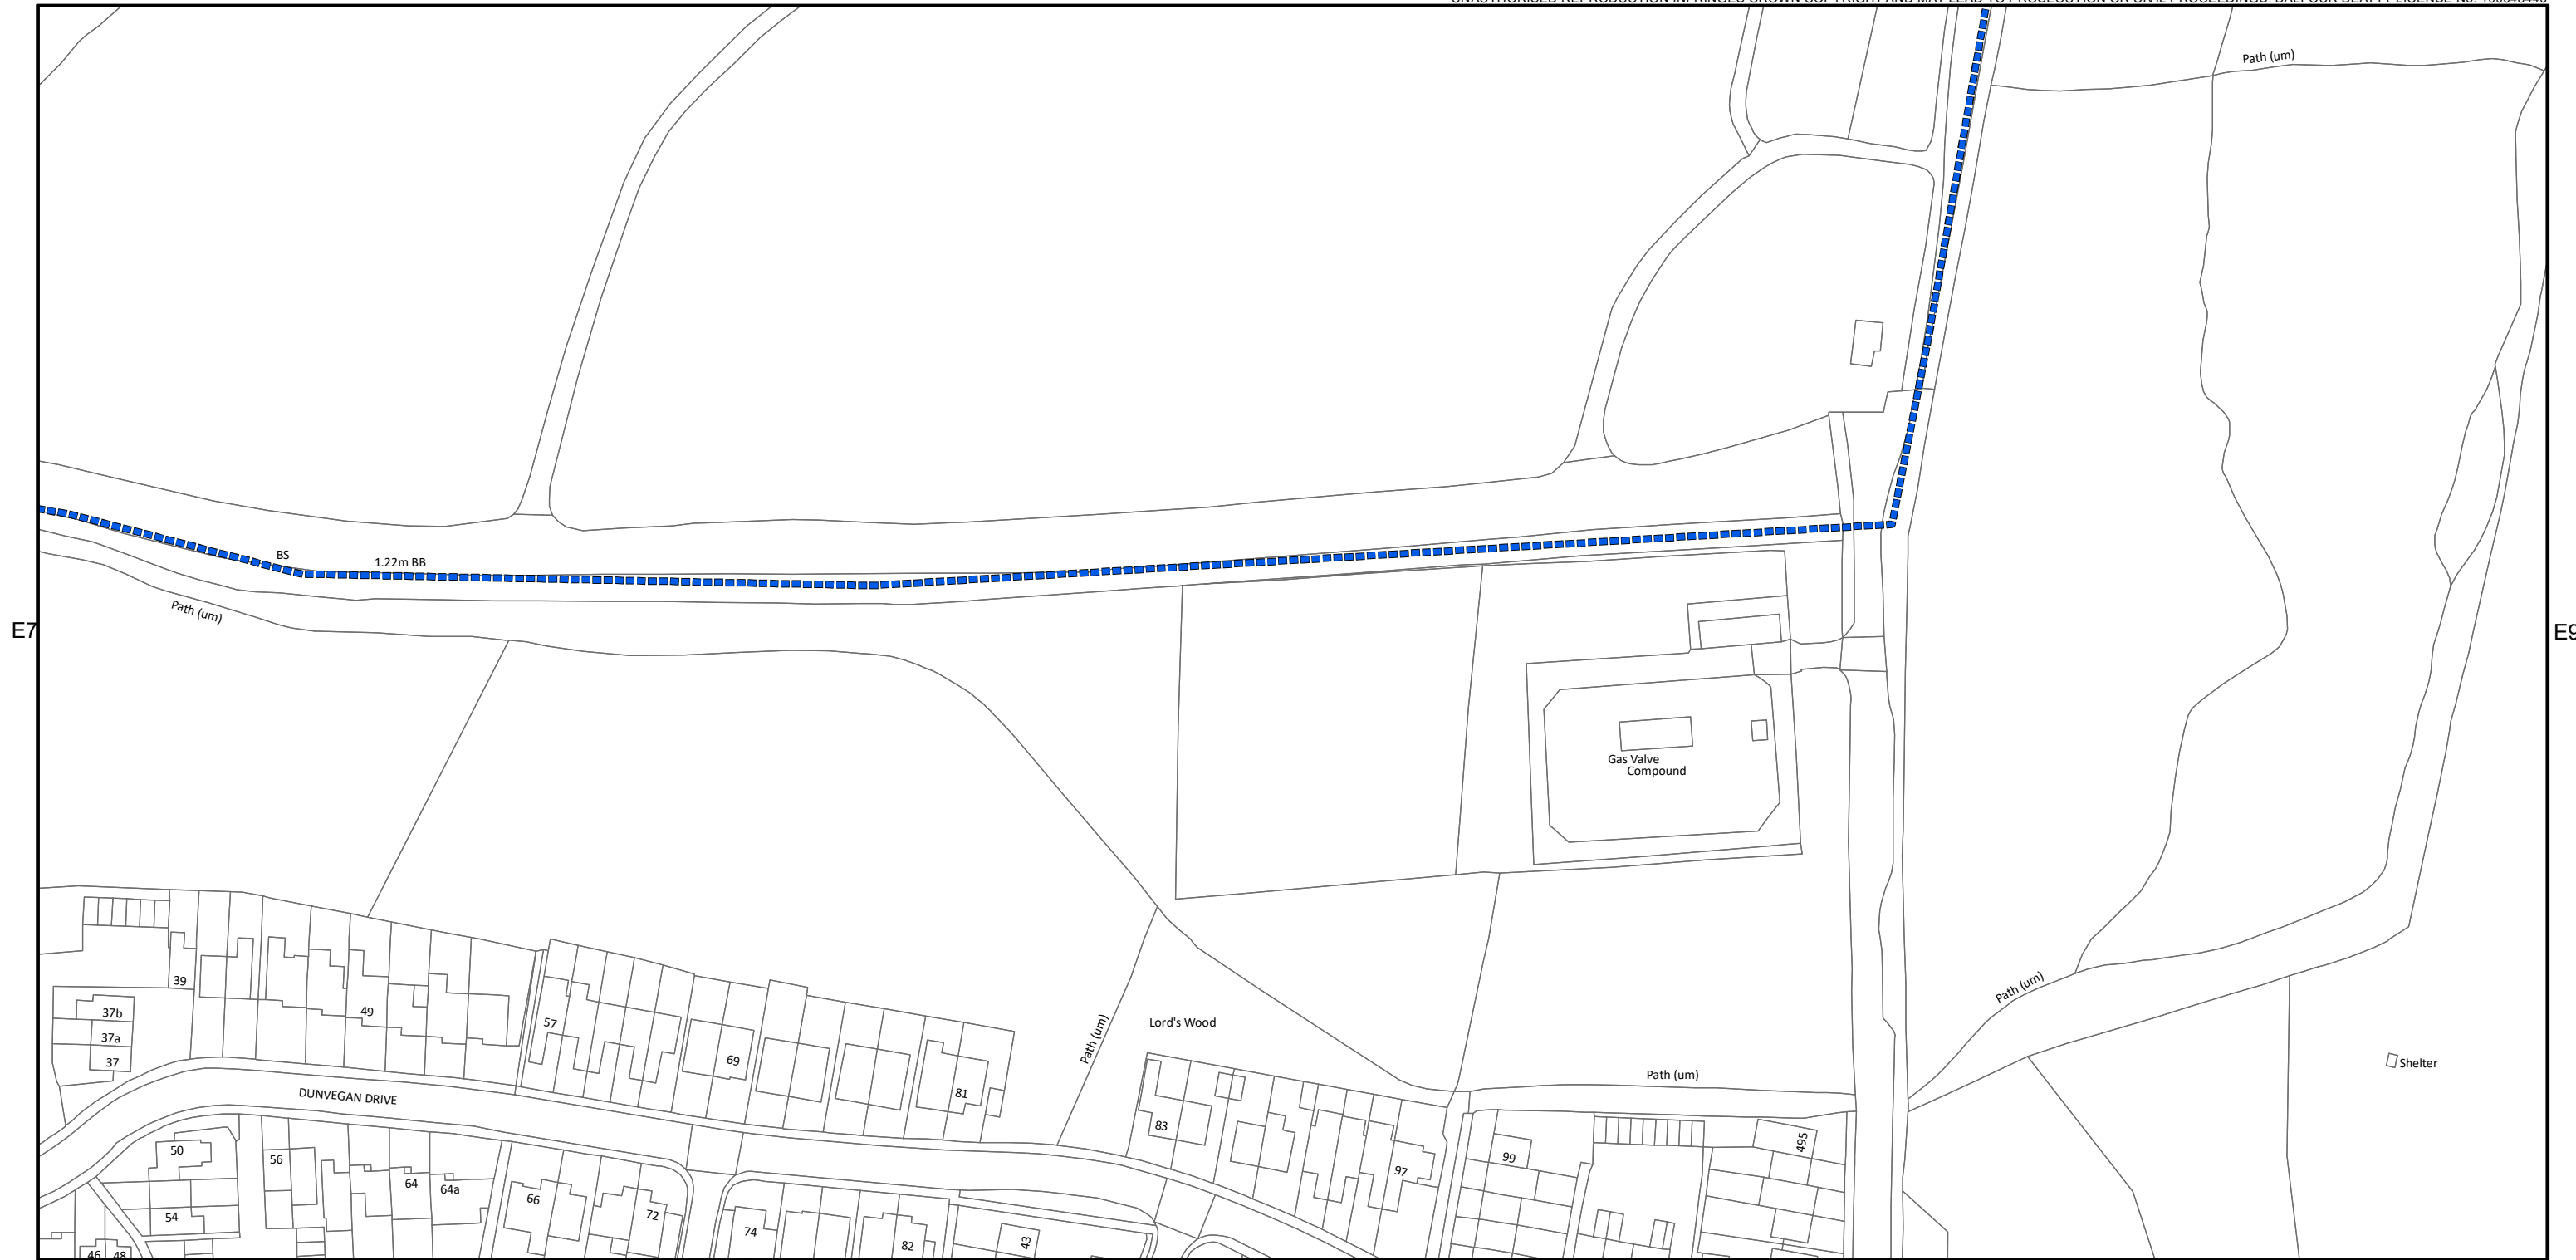 Path (um)
BS
1.22m BB
Path (um)
E7
E9
Gas Valve
Compound
39
49
37b
37a
37
57
69
81
Path (um)
Lord's Wood
Path (um)
Path (um)
Shelter
DUNVEGAN DRIVE
83
97
99
495
50
56
54
64
64a
66
72
74
82
43
46
48